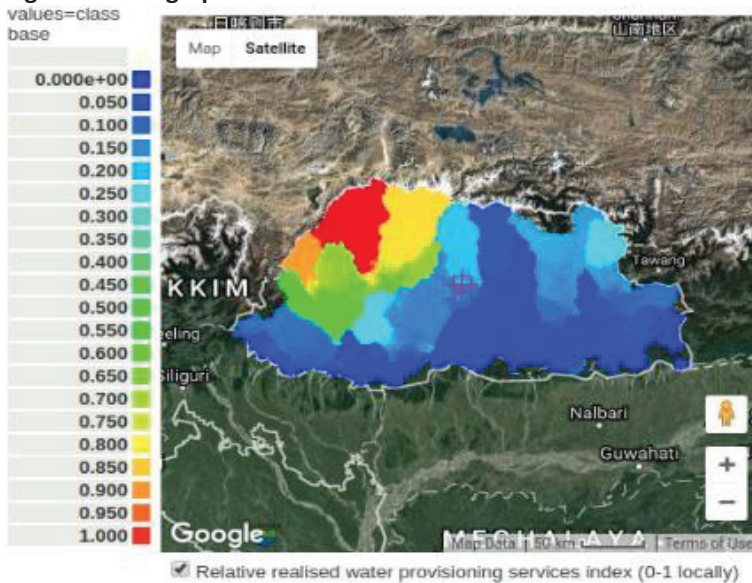 values=class
base
0.000e+00
0.050
0.100
0.150
0.200
0.250
0.300
0.350
0.400
0.450
0.500
0.550
0.600
0.650
0.700
0.750
0.800
0.850
0.900
0.950
1.000
Map Satellite
山南地区
Tawang
KKIM
eeling
Siliguri
Nalbari
Guwahati
MEGHALAYA
Google
Map Data 50 km Terms of Use
Relative realised water provisioning services index (0-1 locally)